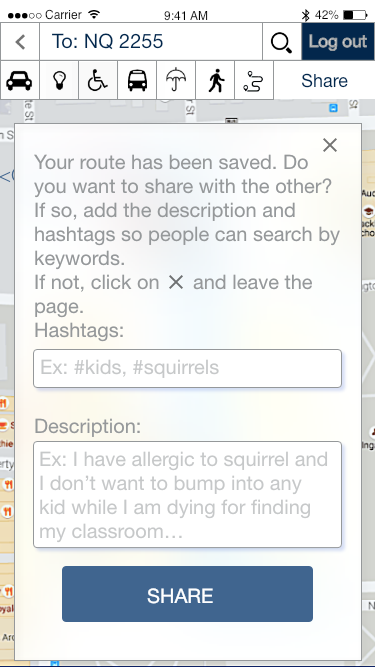 Carrier
9:41 AM
42%
To: NQ 2255
Log out
Share
Your route has been saved. Do
you want to share with the other?
If so, add the description and
hashtags so people can search by
keywords.
If not, click on ✕ and leave the
page.
Hashtags:
Ex: #kids, #squirrels
Description:
Ex: I have allergic to squirrel and
I don’t want to bump into any
kid while I am dying for finding
my classroom…
SHARE